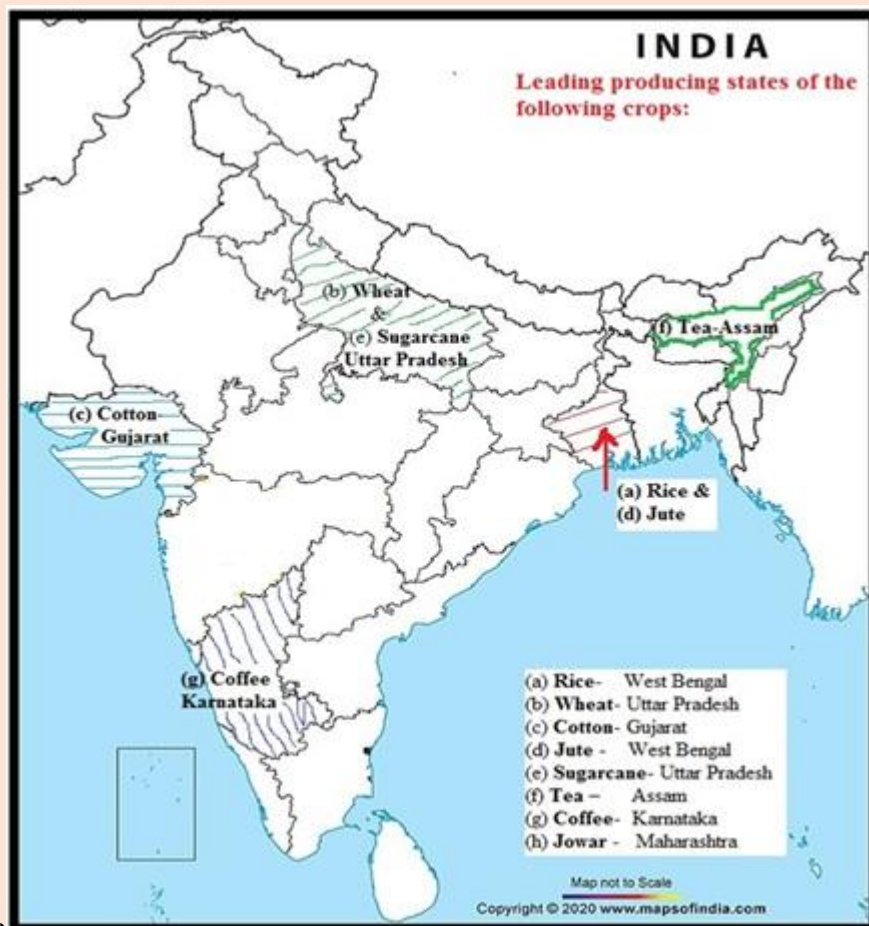 INDIA
Leading producing states of the
following crops:
(b) Wheat
&
(e) Sugarcane
Uttar Pradesh
(f) Tea-Assam
(c) Cotton-
Gujarat
(a) Rice &
(d) Jute
(g) Coffee
Karnataka
(a) Rice- West Bengal
(b) Wheat- Uttar Pradesh
(c) Cotton- Gujarat
(d) Jute - West Bengal
(e) Sugarcane- Uttar Pradesh
(f) Tea – Assam
(g) Coffee- Karnataka
(h) Jowar - Maharashtra
Map not to Scale
Copyright © 2020 www.mapsofindia.com